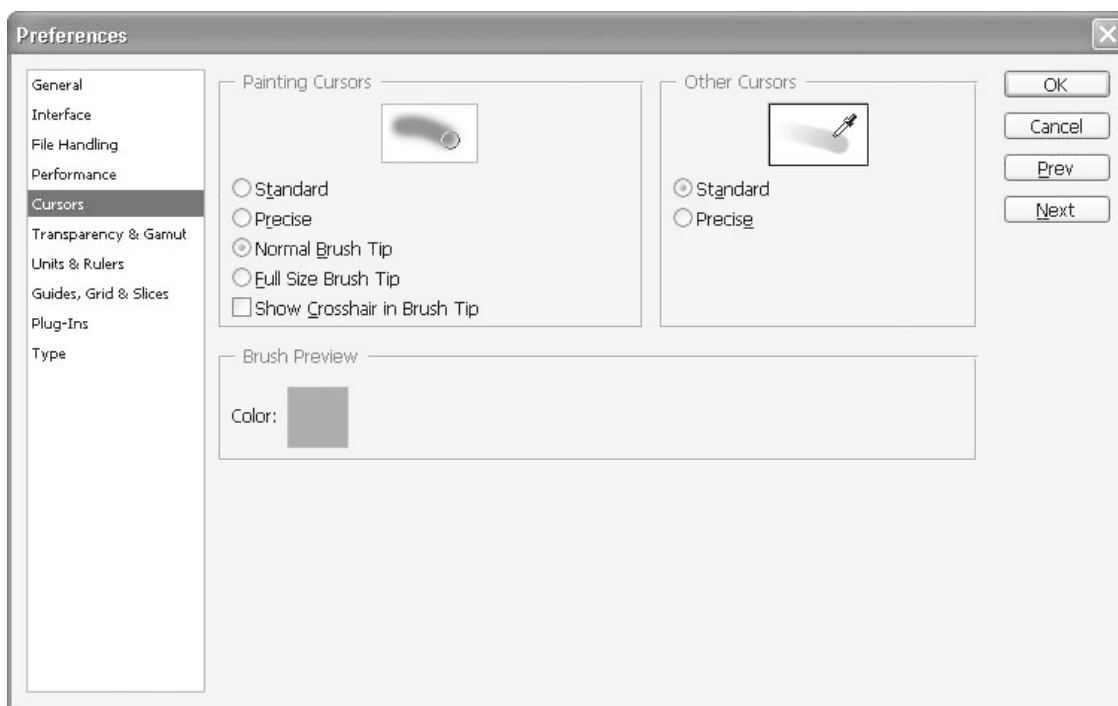 Preferences
General
Interface
File Handling
Performance
Cursors
Transparency & Gamut
Units & Rulers
Guides, Grid & Slices
Plug-Ins
Type
Painting Cursors
Standard
Precise
Normal Brush Tip
Full Size Brush Tip
Show Crosshair in Brush Tip
Other Cursors
Standard
Precise
Brush Preview
Color:
OK
Cancel
Prev
Next